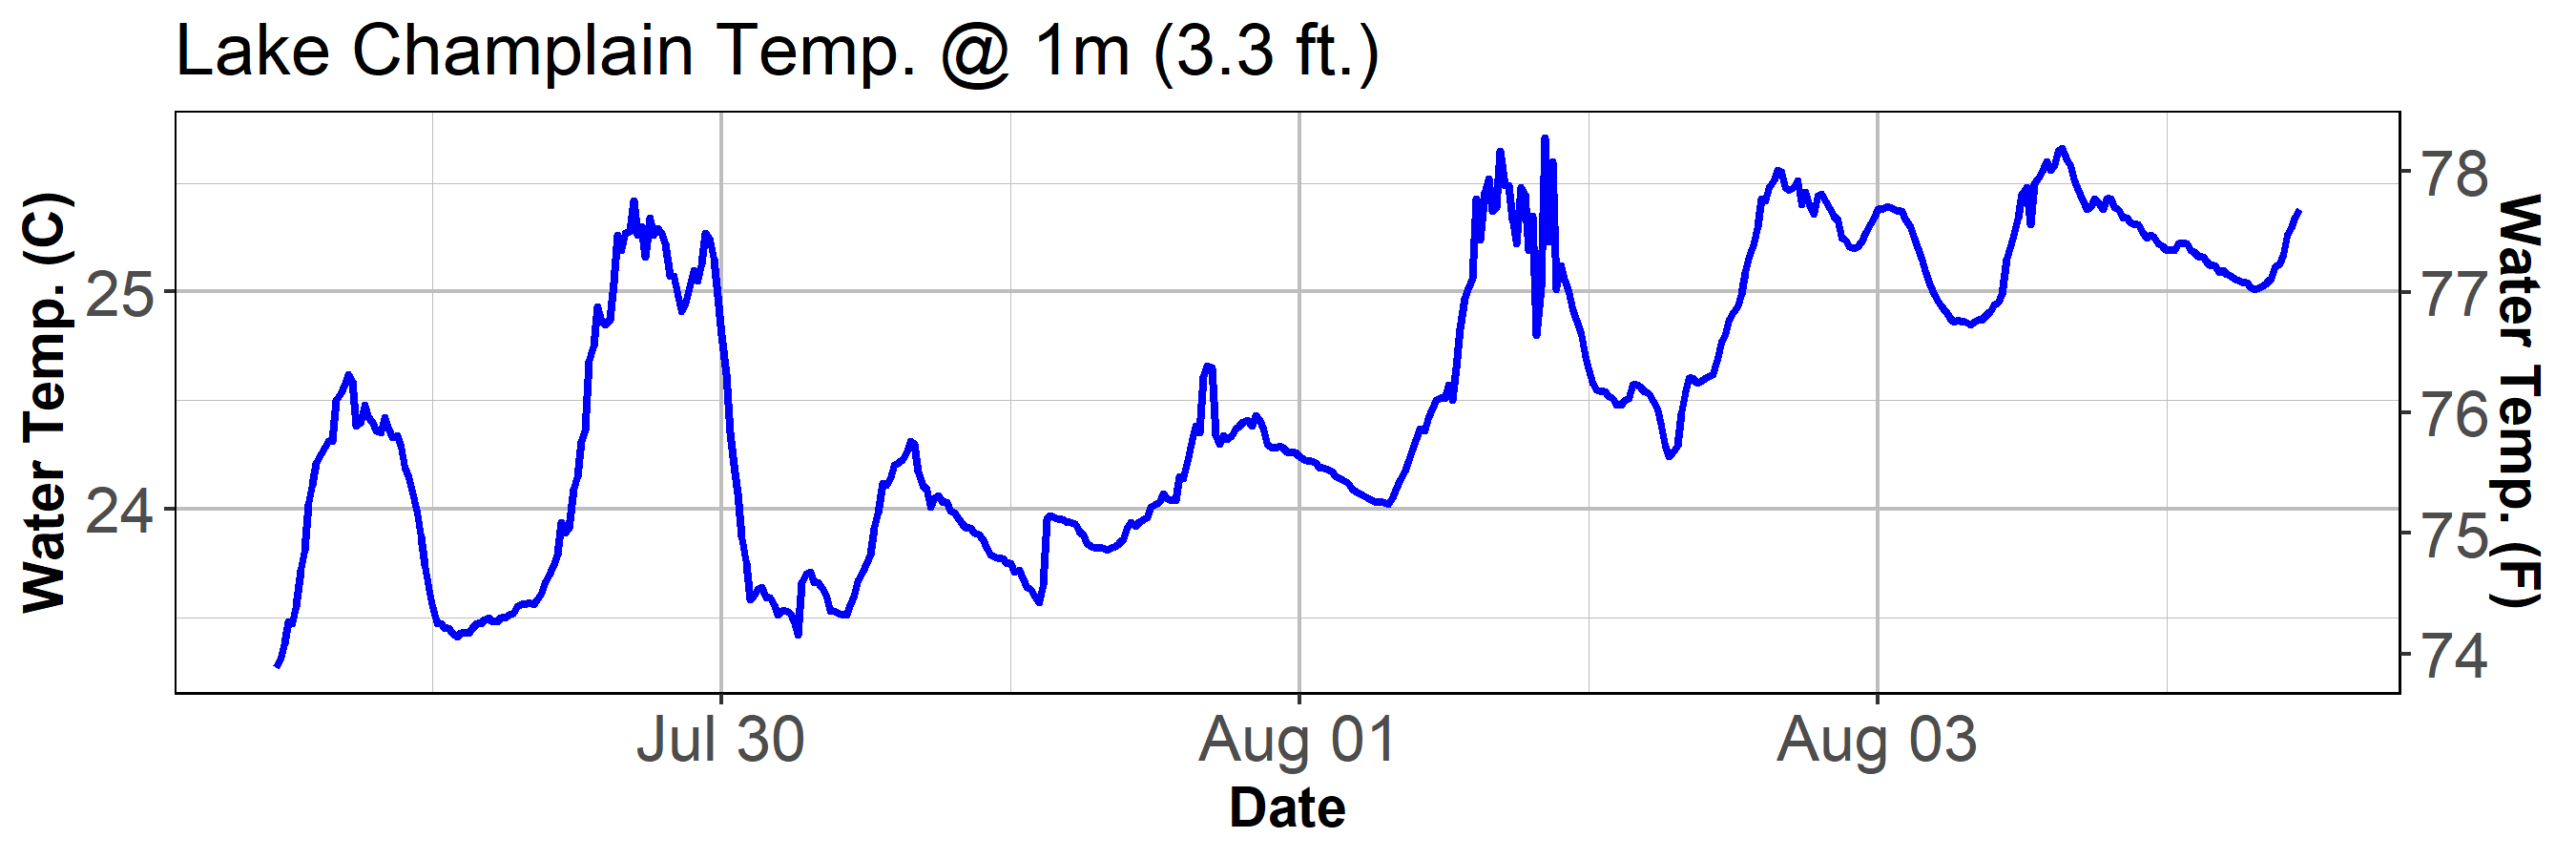 Lake Champlain Temp. @ 1m (3.3 ft.)
Water Temp. (C)
25
24
78
77
76
75
74
Water Temp. (F)
Jul 30
Aug 01
Aug 03
Date